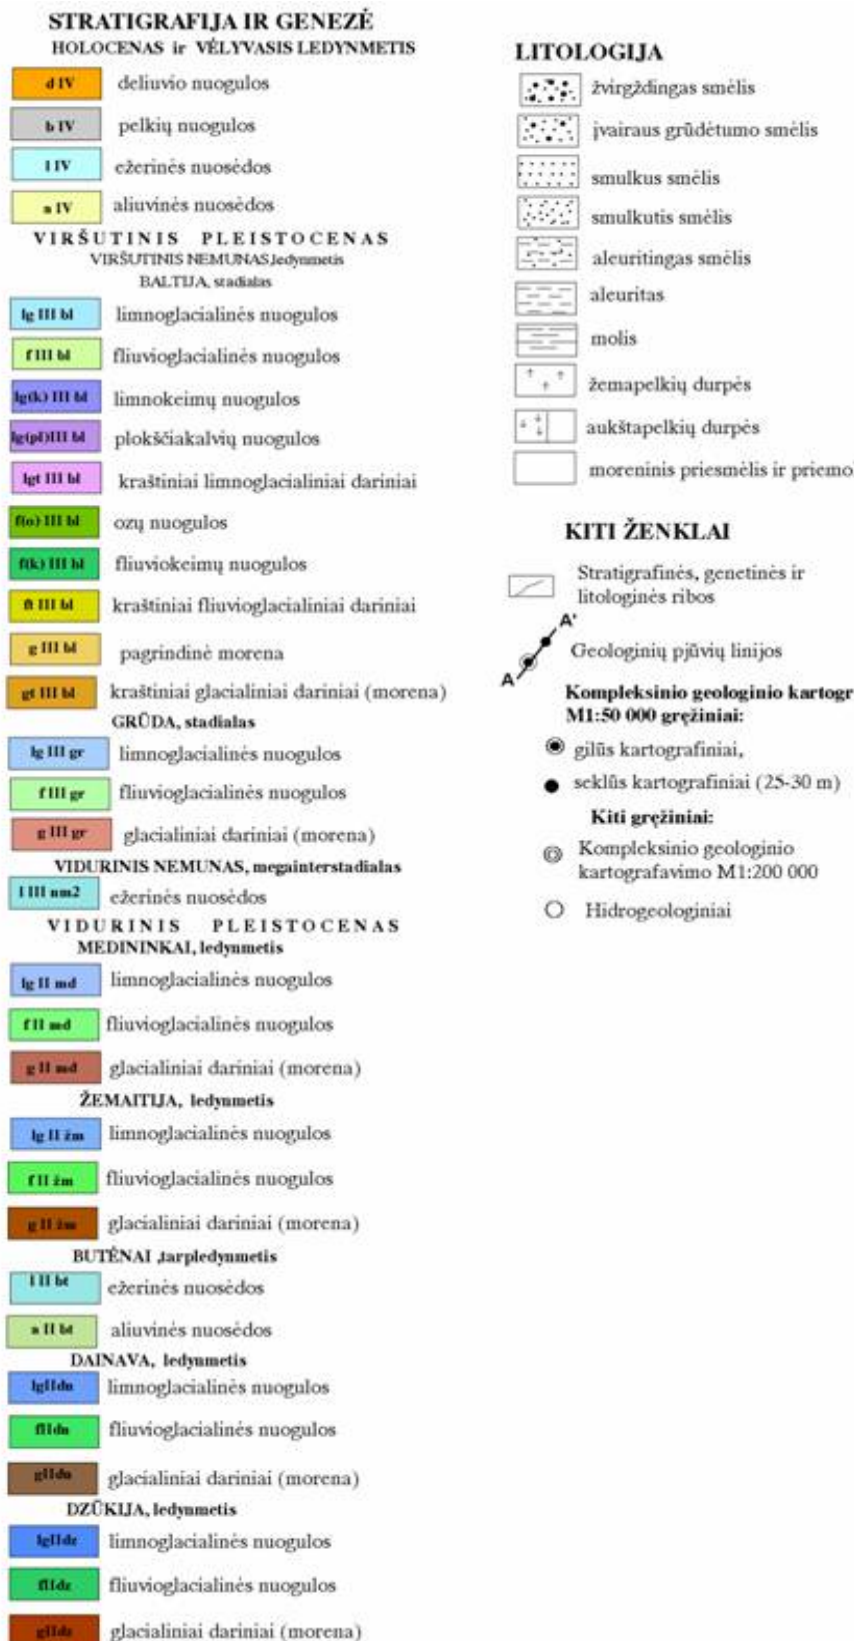 STRATIGRAFIJA IR GENEZĖ
HOLOCENAS ir VĖLYVASIS LEDYNMETIS
d IV deliuvio nuogulos
b IV pelkių nuogulos
l IV ežerinės nuosėdos
a IV aliuvinės nuosėdos
VIRŠUTINIS PLEISTOCENAS
VIRŠUTINIS NEMUNAS,ledynmetis
BALTIJA, stadialas
lg III bl limnoglacialinės nuogulos
f III bl fliuvioglacialinės nuogulos
lg(k) III bl limnokeimų nuogulos
lg(pl)III bl plokščiakalvių nuogulos
lgt III bl kraštiniai limnoglacialiniai dariniai
f(o) III bl ozų nuogulos
f(k) III bl fliuviokeimų nuogulos
ft III bl kraštiniai fliuvioglacialiniai dariniai
g III bl pagrindinė morena
gt III bl kraštiniai glacialiniai dariniai (morena)
GRŪDA, stadialas
lg III gr limnoglacialinės nuogulos
f III gr fliuvioglacialinės nuogulos
g III gr glacialiniai dariniai (morena)
VIDURINIS NEMUNAS, megainterstadialas
l III nm2 ežerinės nuosėdos
VIDURINIS PLEISTOCENAS
MEDININKAI, ledynmetis
lg II md limnoglacialinės nuogulos
f II md fliuvioglacialinės nuogulos
g II md glacialiniai dariniai (morena)
ŽEMAITIJA, ledynmetis
lg II žm limnoglacialinės nuogulos
f II žm fliuvioglacialinės nuogulos
g II žm glacialiniai dariniai (morena)
BUTĖNAI ,tarpledynmetis
l II bt ežerinės nuosėdos
a II bt aliuvinės nuosėdos
DAINAVA, ledynmetis
lgIIdn limnoglacialinės nuogulos
fIIdn fliuvioglacialinės nuogulos
gIIdn glacialiniai dariniai (morena)
DZŪKIJA, ledynmetis
lgIIdz limnoglacialinės nuogulos
fIIdz fliuvioglacialinės nuogulos
gIIdz glacialiniai dariniai (morena)
LITOLOGIJA
žvirgždingas smėlis
įvairaus grūdėtumo smėlis
smulkus smėlis
smulkutis smėlis
aleuritingas smėlis
aleuritas
molis
žemapelkių durpės
aukštapelkių durpės
moreninis priesmėlis ir priemo
KITI ŽENKLAI
Stratigrafinės, genetinės ir
litologinės ribos
A'
Geologinių pjūvių linijos
A
Kompleksinio geologinio kartogr
M1:50 000 gręžiniai:
gilūs kartografiniai,
seklūs kartografiniai (25-30 m)
Kiti gręžiniai:
Kompleksinio geologinio
kartografavimo M1:200 000
Hidrogeologiniai